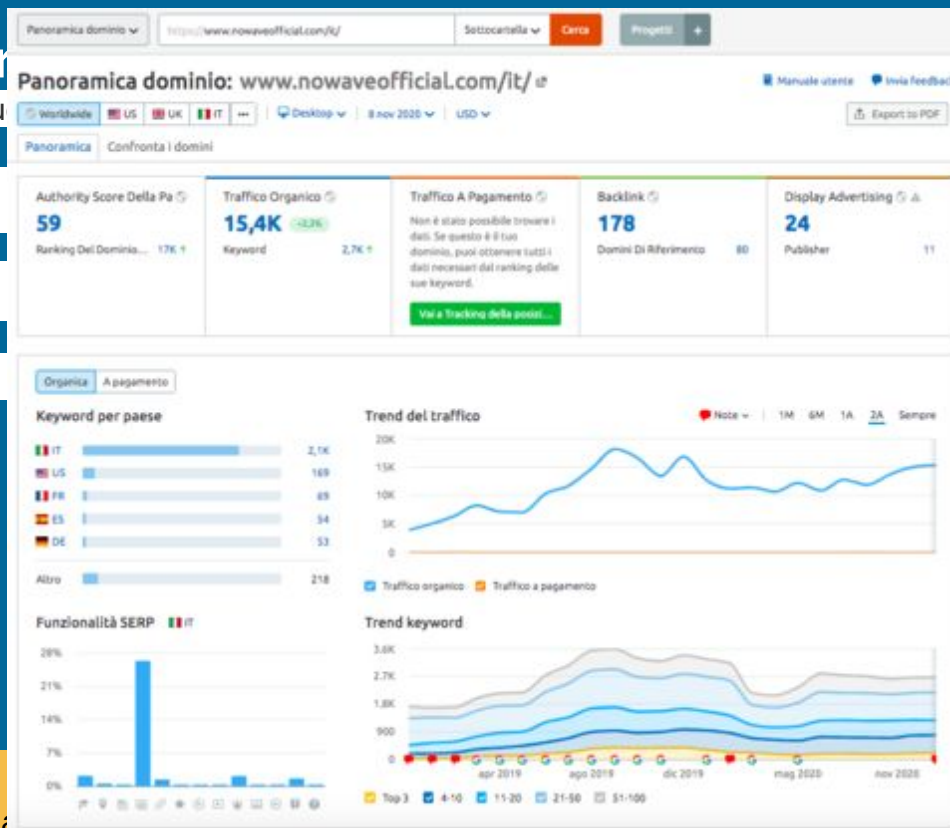 Panoramica dominio
https://www.nowaveofficial.com/it/
Sottocartella
Cerca
Progetti +
Panoramica dominio: www.nowaveofficial.com/it/
Manuale utente
Invia feedback
Worldwide US UK IT ... Desktop 8 nov 2020 USD
Export to PDF
Panoramica Confronta i domini
Authority Score Della Pa
59
Ranking Del Dominio... 17K ↑
Traffico Organico
15,4K
Keyword 2,7K ↑
Traffico A Pagamento
Non è stato possibile trovare i
dati. Se questo è il tuo
dominio, puoi ottenere tutti i
dati necessari dal ranking delle
sue keyword.
Vai a Tracking della posizi...
Backlink
178
Domini Di Riferimento 80
Display Advertising
24
Publisher 11
Organica A pagamento
Keyword per paese
IT 2,1K
US 169
FR 69
ES 54
DE 53
Altro 218
Trend del traffico
Note 1M 6M 1A 2A Sempre
20K
15K
10K
5K
0
Traffico organico Traffico a pagamento
Funzionalità SERP IT
28%
21%
14%
7%
0%
Trend keyword
3.6K
2.7K
1.8K
900
0
apr 2019 ago 2019 dic 2019 mag 2020 nov 2020
Top 3 4-10 11-20 21-50 51-100